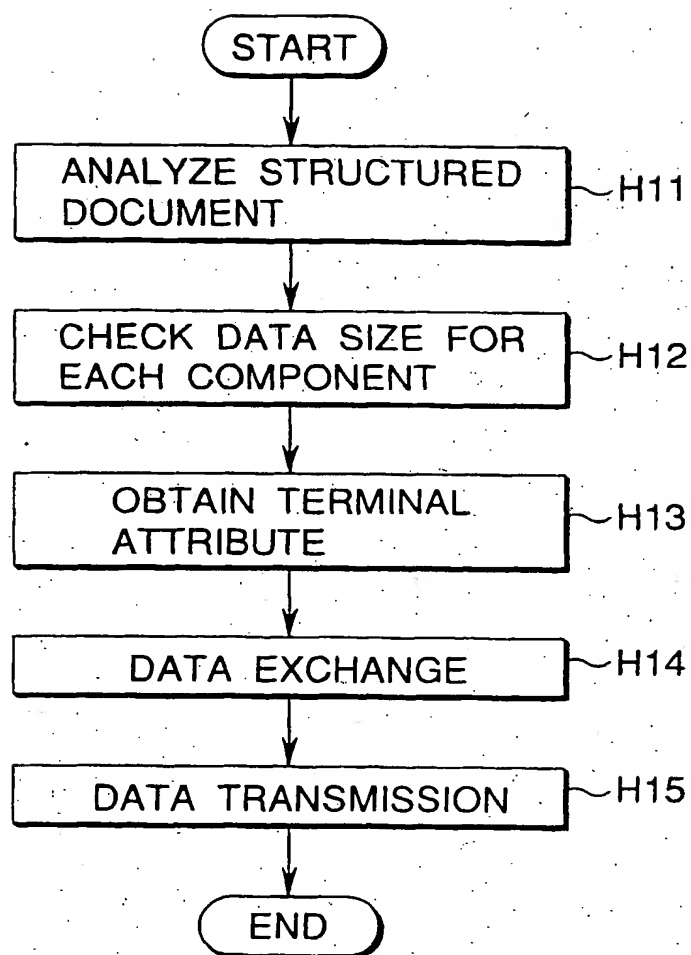 START
ANALYZE STRUCTURED
DOCUMENT
H11
CHECK DATA SIZE FOR
EACH COMPONENT
H12
OBTAIN TERMINAL
ATTRIBUTE
H13
DATA EXCHANGE
H14
DATA TRANSMISSION
H15
END